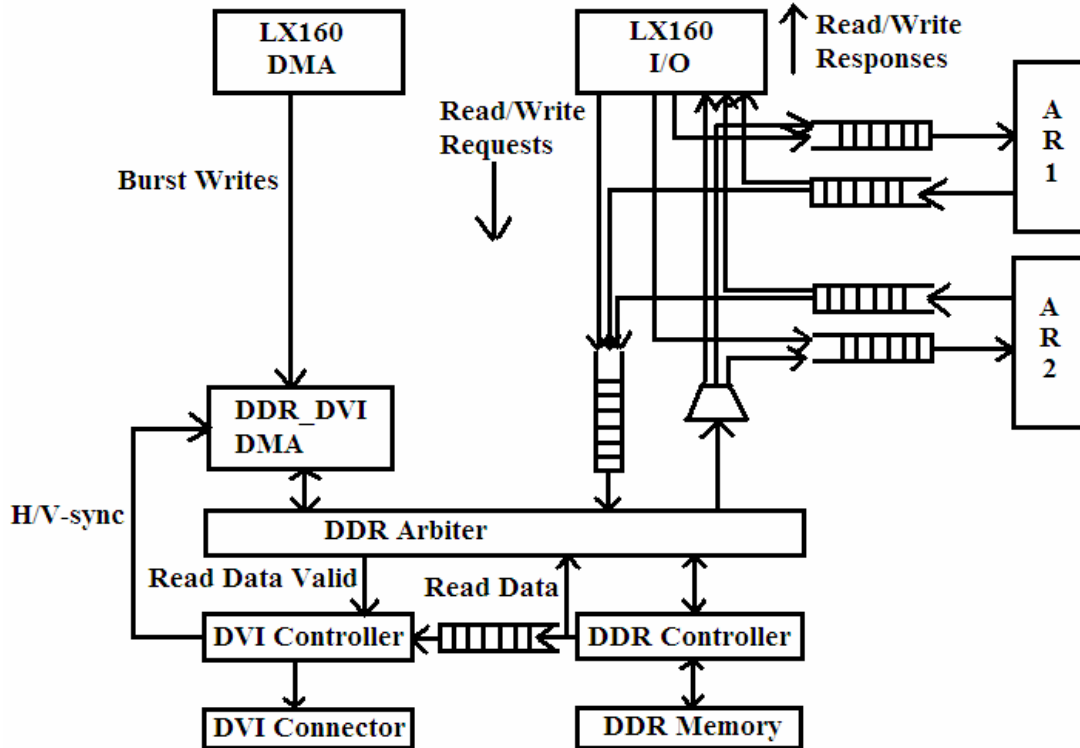 LX160
DMA
LX160
I/O
Read/Write
Responses
Read/Write
Requests
Burst Writes
A
R
1
A
R
2
DDR_DVI
DMA
H/V-sync
DDR Arbiter
Read Data Valid
Read Data
DVI Controller
DDR Controller
DVI Connector
DDR Memory